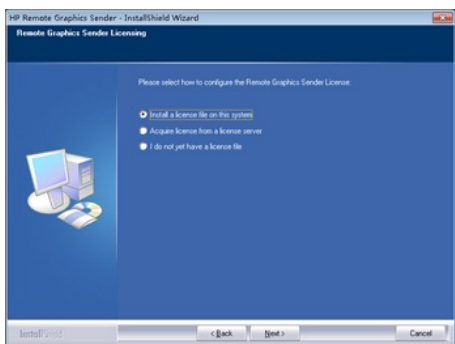 HP Remote Graphics Sender - InstallShield Wizard
Remote Graphics Sender Licensing
Please select how to configure the Remote Graphics Sender License:
Install a license file on this system
Acquire license from a license server
I do not yet have a license file
InstallShield
< Back
Next >
Cancel